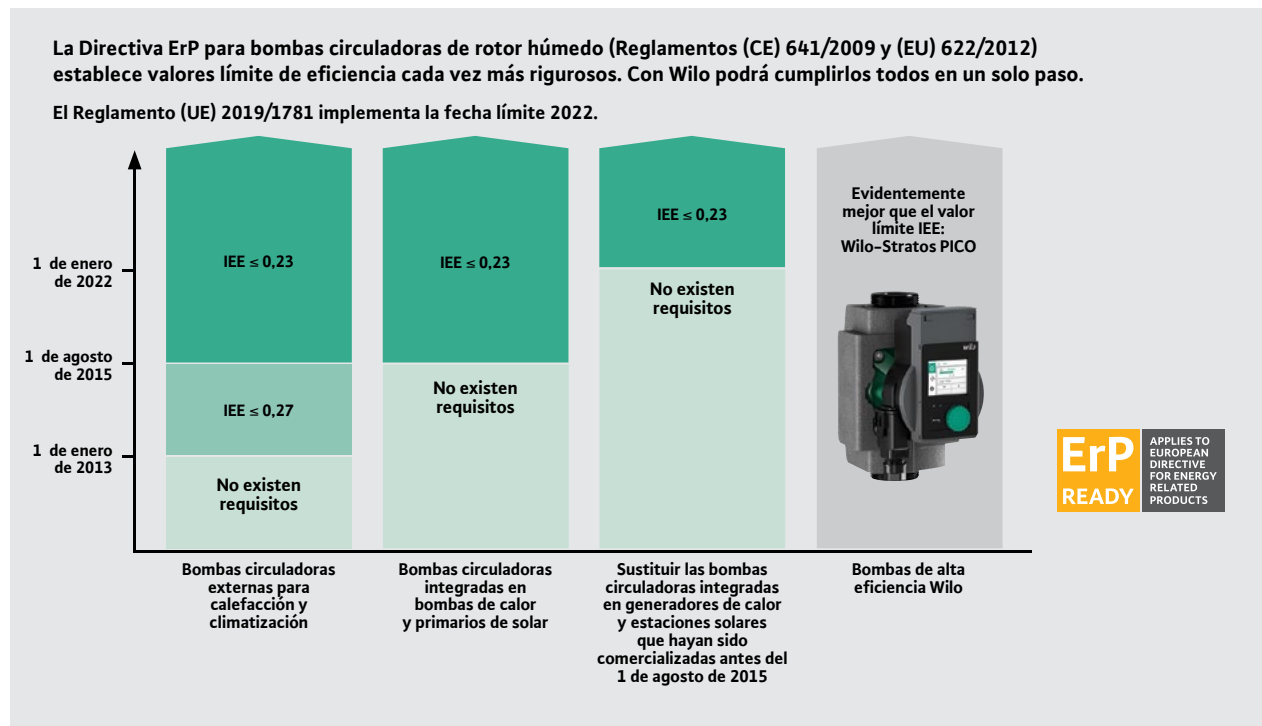 La Directiva ErP para bombas circuladoras de rotor húmedo (Reglamentos (CE) 641/2009 y (EU) 622/2012)
establece valores límite de eficiencia cada vez más rigurosos. Con Wilo podrá cumplirlos todos en un solo paso.
El Reglamento (UE) 2019/1781 implementa la fecha límite 2022.
1 de enero
de 2022
1 de agosto
de 2015
1 de enero
de 2013
IEE ≤ 0,23
IEE ≤ 0,27
No existen
requisitos
Bombas circuladoras
externas para
calefacción y
climatización
IEE ≤ 0,23
No existen
requisitos
Bombas circuladoras
integradas en
bombas de calor
y primarios de solar
IEE ≤ 0,23
No existen
requisitos
Sustituir las bombas
circuladoras integradas
en generadores de calor
y estaciones solares
que hayan sido
comercializadas antes del
1 de agosto de 2015
Evidentemente
mejor que el valor
límite IEE:
Wilo-Stratos PICO
wilo
Bombas de alta
eficiencia Wilo
ErP
READY
APPLIES TO
EUROPEAN
DIRECTIVE
FOR ENERGY
RELATED
PRODUCTS